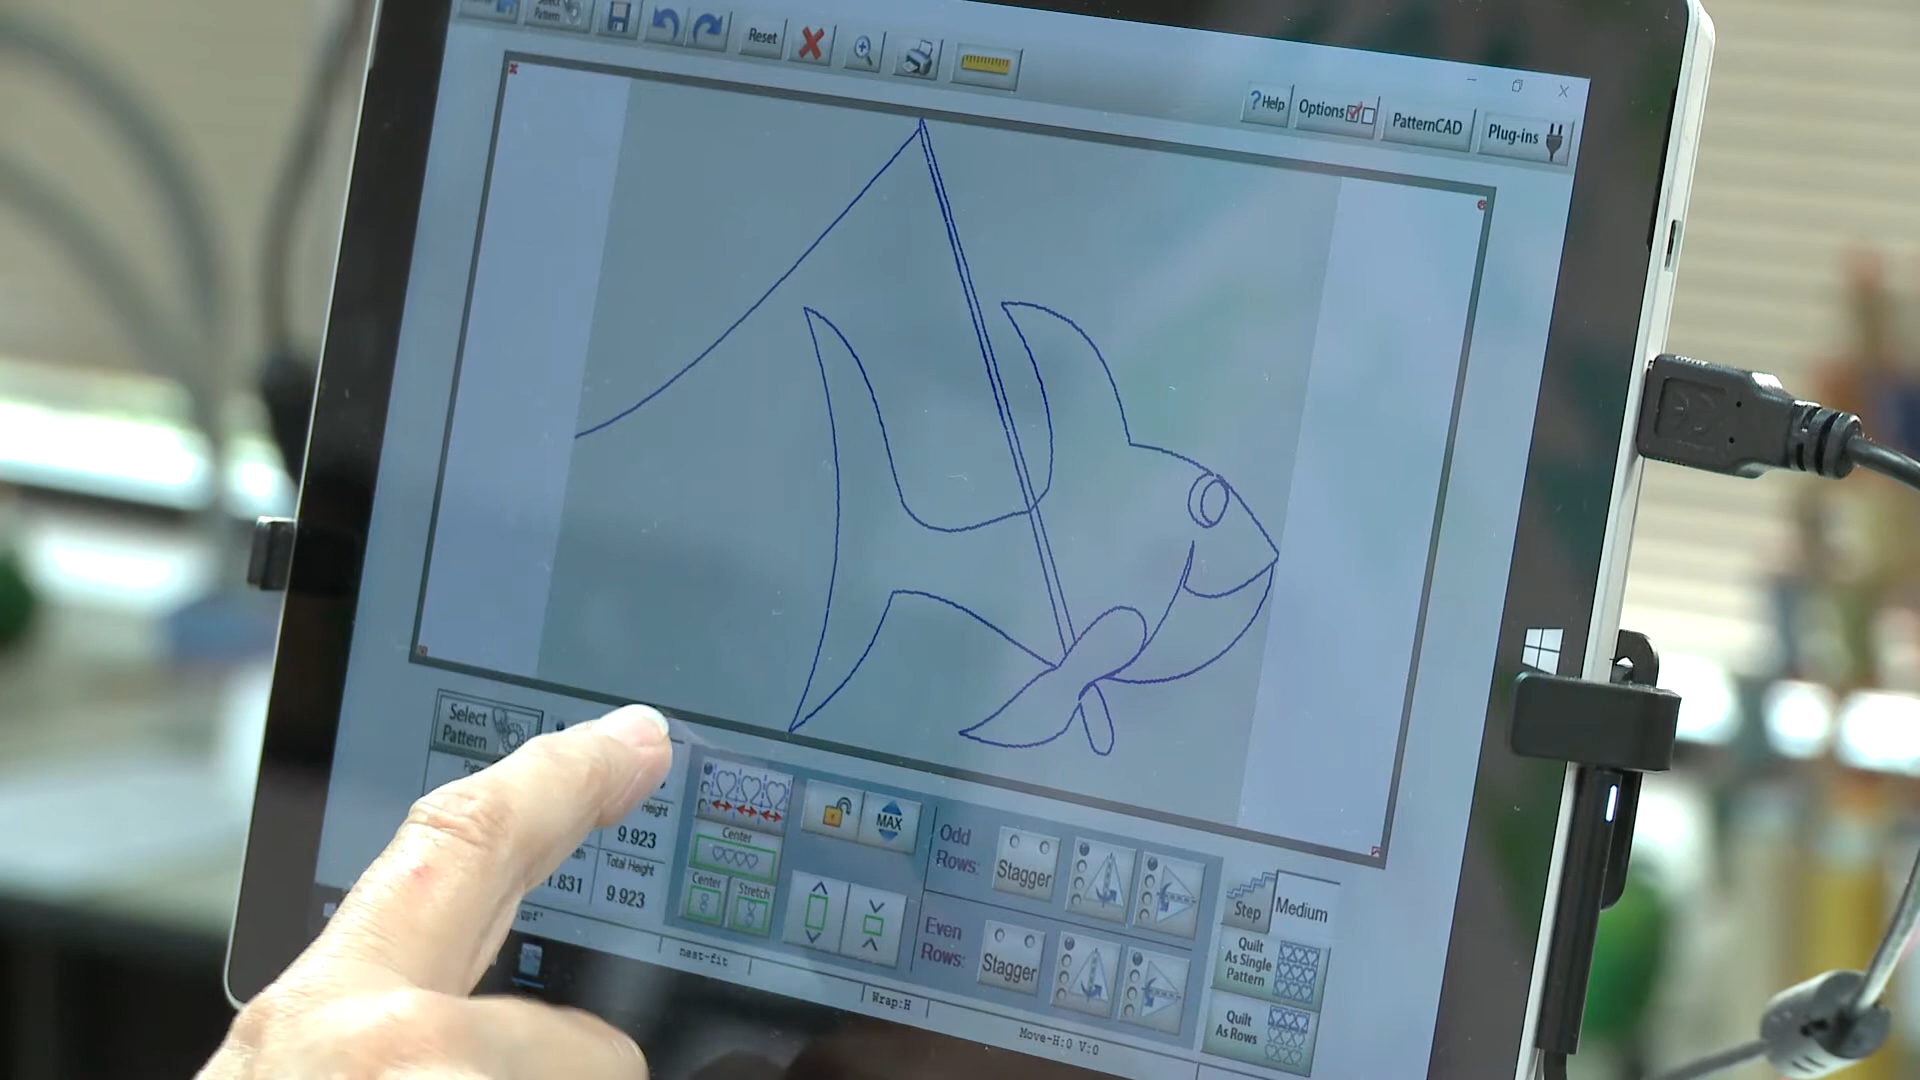 Select
Pattern
Reset
?Help
Options
PatternCAD
Plug-ins
Select
Pattern
Height
9.923
Total Height
1.831
9.923
Center
Center
Stretch
MAX
Odd
Rows:
Stagger
Even
Rows:
Stagger
Step
Medium
Quilt
As Single
Pattern
Quilt
As Rows
Wrap:H
Move-H:0 V:0